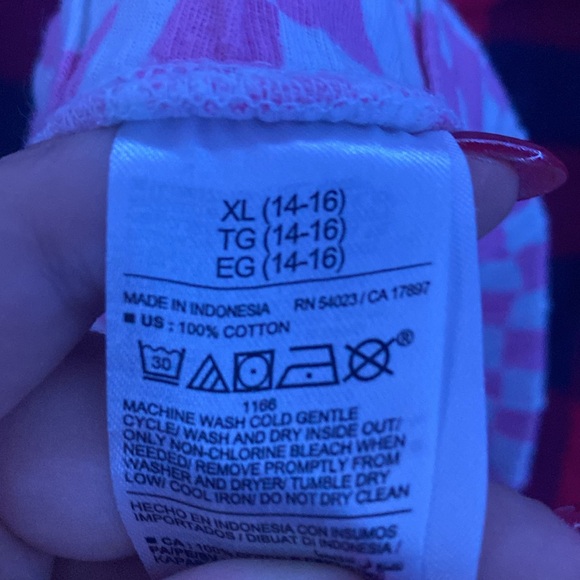 XL (14-16)
TG (14-16)
EG (14-16)
MADE IN INDONESIA RN 54023 / CA 17897
■ US : 100% COTTON
30 ®
1166
MACHINE WASH COLD GENTLE
CYCLE/ WASH AND DRY INSIDE OUT/
ONLY NON-CHLORINE BLEACH WHEN
NEEDED/ REMOVE PROMPTLY FROM
WASHER AND DRYER/ TUMBLE DRY
LOW/ COOL IRON/ DO NOT DRY CLEAN
HECHO EN INDONESIA CON INSUMOS
IMPORTADOS / DIBUAT DI INDONESIA /
■ CA : 100%